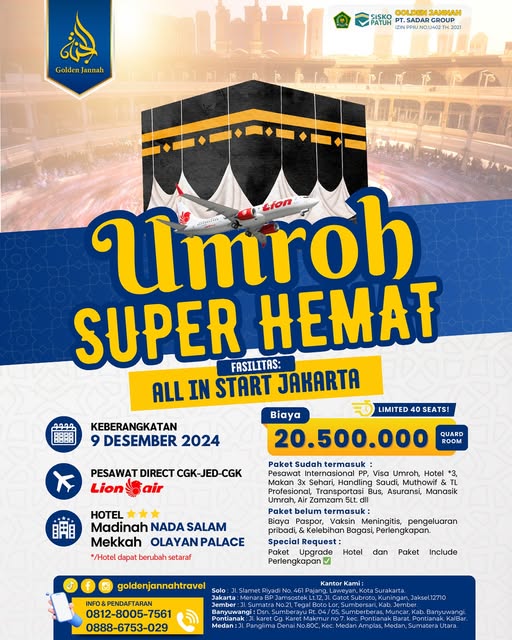 Golden Jannah
SISKO PATUH
GOLDEN JANNAH
PT. SADAR GROUP
IZIN PPIU NO.U402 TH. 2021
Lion
Umroh
SUPER HEMAT
FASILITAS:
ALL IN START JAKARTA
KEBERANGKATAN
9 DESEMBER 2024
PESAWAT DIRECT CGK-JED-CGK
Lion air
HOTEL
Madinah NADA SALAM
Mekkah OLAYAN PALACE
*/Hotel dapat berubah setaraf
LIMITED 40 SEATS!
Biaya
20.500.000
QUARD ROOM
Paket Sudah termasuk :
Pesawat Internasional PP, Visa Umroh, Hotel *3,
Makan 3x Sehari, Handling Saudi, Muthowif & TL
Profesional, Transportasi Bus, Asuransi, Manasik
Umrah, Air Zamzam 5Lt. dll
Paket belum termasuk :
Biaya Paspor, Vaksin Meningitis, pengeluaran
pribadi, & Kelebihan Bagasi, Perlengkapan.
Special Request :
Paket Upgrade Hotel dan Paket Include
Perlengkapan ✅
goldenjannahtravel
INFO & PENDAFTARAN
0812-8005-7561
0888-6753-029
Kantor Kami :
Solo : Jl. Slamet Riyadi No. 461 Pajang, Laweyan, Kota Surakarta.
Jakarta : Menara BP Jamsostek Lt.12, Jl. Gatot Subroto, Kuningan, Jaksel.12710
Jember : Jl. Sumatra No.21, Tegal Boto Lor, Sumbersari, Kab. Jember.
Banyuwangi : Dsn. Sumberayu Rt. 04 / 05, Sumberberas, Muncar, Kab. Banyuwangi.
Pontianak : Jl. karet Gg. Karet Makmur no 7. kec. Pontianak Barat, Pontianak, KalBar.
Medan : Jl. Panglima Denai No.80C, Kec. Medan Amplas, Medan, Sumatera Utara.